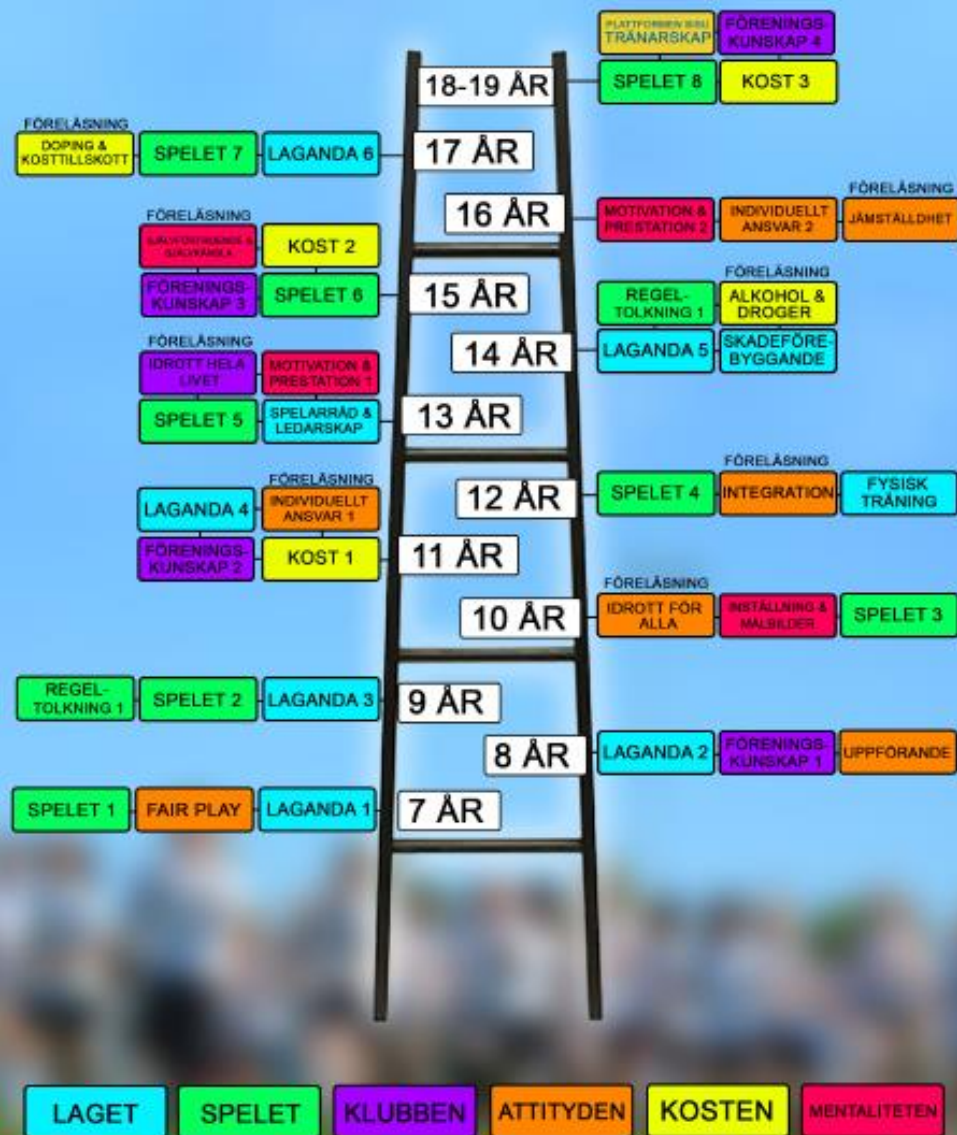 PLATTFORMEN SISU
TRÄNARSKAP
FÖRENINGS-
KUNSKAP 4
18-19 ÅR
SPELET 8
KOST 3
FÖRELÄSNING
DOPING &
KOSTTILLSKOTT
SPELET 7
LAGANDA 6
17 ÅR
16 ÅR
MOTIVATION &
PRESTATION 2
INDIVIDUELLT
ANSVAR 2
FÖRELÄSNING
JÄMSTÄLLDHET
FÖRELÄSNING
SJÄLVFÖRTROENDE &
SJÄLVKÄNSLA
KOST 2
FÖRENINGS-
KUNSKAP 3
SPELET 6
15 ÅR
REGEL-
TOLKNING 1
FÖRELÄSNING
ALKOHOL &
DROGER
14 ÅR
LAGANDA 5
SKADEFÖRE-
BYGGANDE
FÖRELÄSNING
IDROTT HELA
LIVET
MOTIVATION &
PRESTATION 1
SPELET 5
SPELARRÅD &
LEDARSKAP
13 ÅR
12 ÅR
SPELET 4
FÖRELÄSNING
INTEGRATION
FYSISK
TRÄNING
LAGANDA 4
FÖRELÄSNING
INDIVIDUELLT
ANSVAR 1
FÖRENINGS-
KUNSKAP 2
KOST 1
11 ÅR
10 ÅR
FÖRELÄSNING
IDROTT FÖR
ALLA
INSTÄLLNING &
MÅLBILDER
SPELET 3
REGEL-
TOLKNING 1
SPELET 2
LAGANDA 3
9 ÅR
8 ÅR
LAGANDA 2
FÖRENINGS-
KUNSKAP 1
UPPFÖRANDE
SPELET 1
FAIR PLAY
LAGANDA 1
7 ÅR
LAGET
SPELET
KLUBBEN
ATTITYDEN
KOSTEN
MENTALITETEN